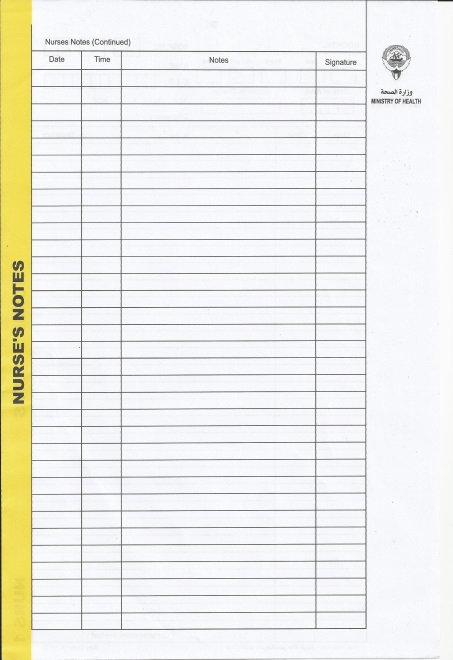 Nurses Notes (Continued)
Date Time Notes Signature
وزارة الصحة
MINISTRY OF HEALTH
NURSE'S NOTES